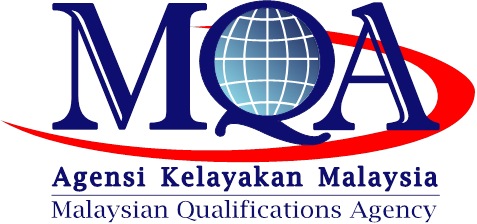 MQA
Agensi Kelayakan Malaysia
Malaysian Qualifications Agency